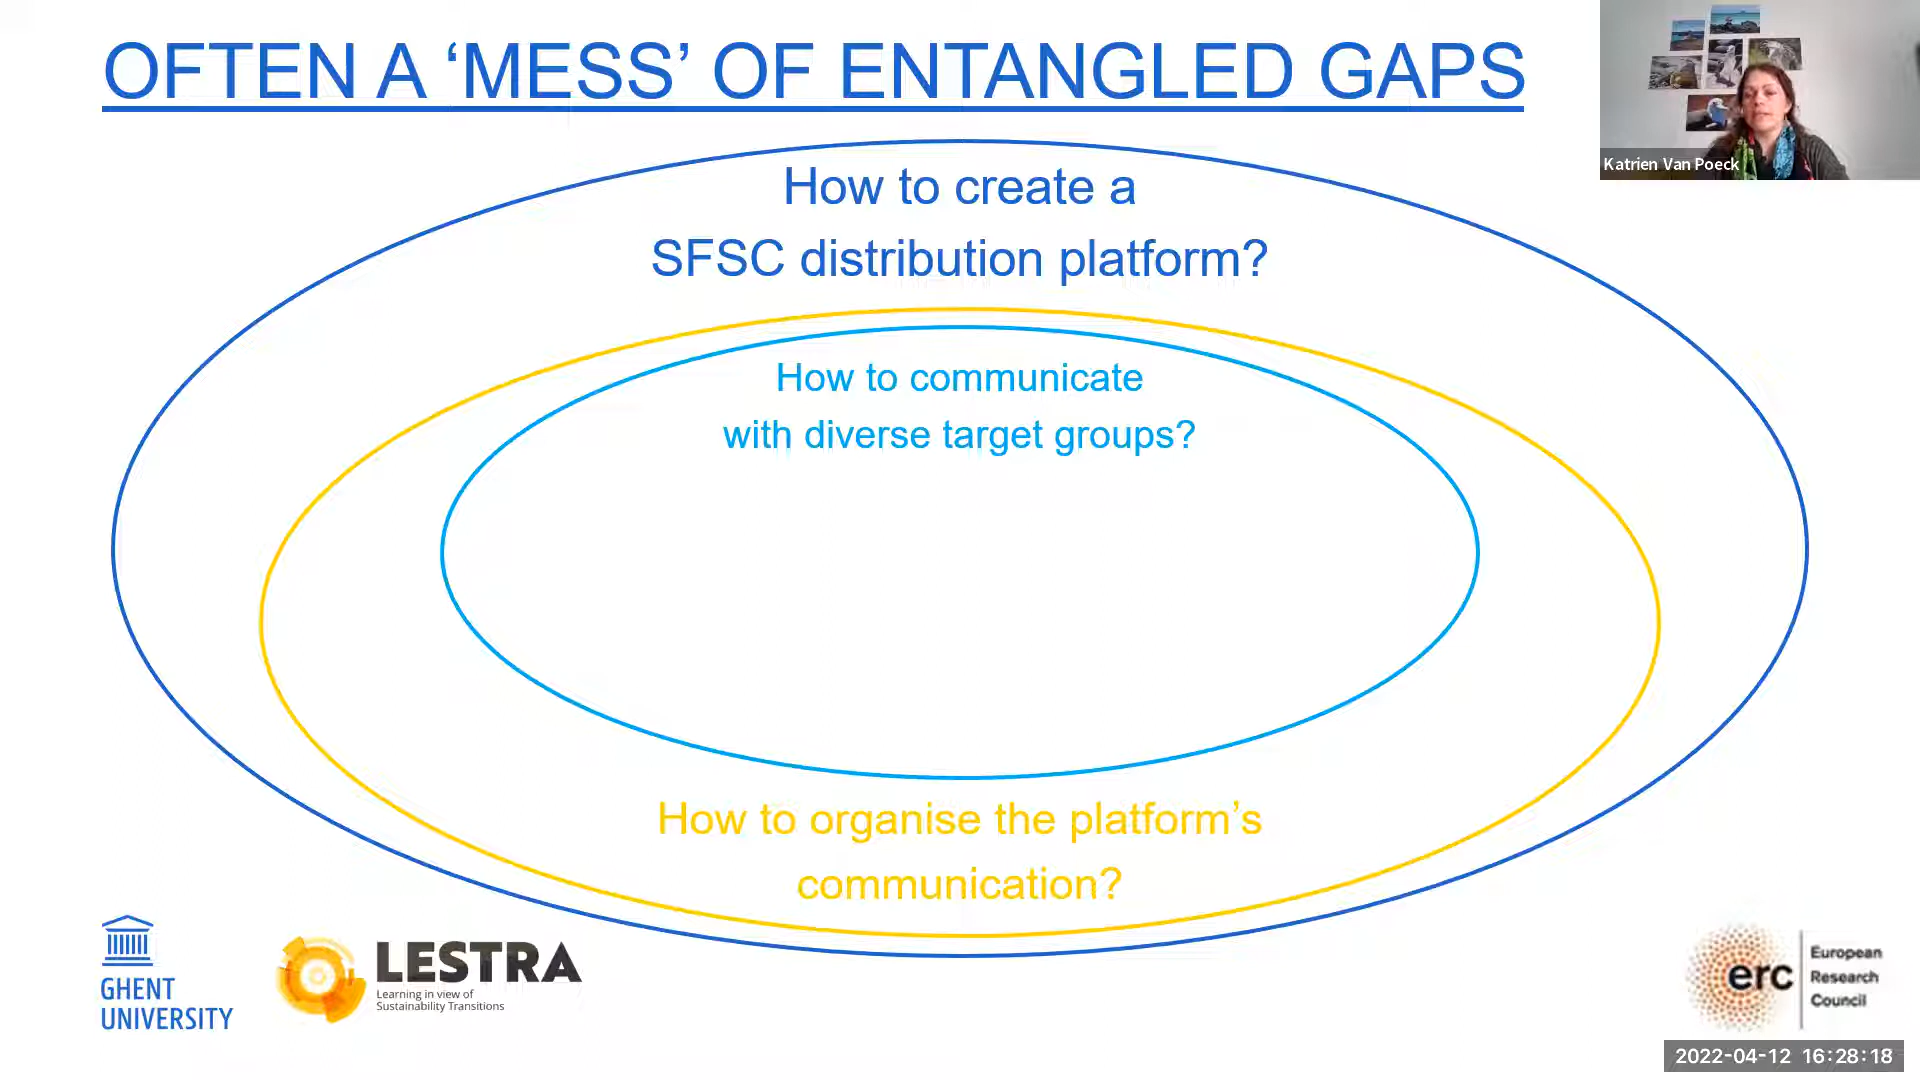 OFTEN A ‘MESS’ OF ENTANGLED GAPS
Katrien Van Poeck
How to create a
SFSC distribution platform?
How to communicate
with diverse target groups?
How to organise the platform’s
communication?
GHENT
UNIVERSITY
LESTRA
Learning in view of
Sustainability Transitions
erc
European
Research
Council
2022-04-12 16:28:18